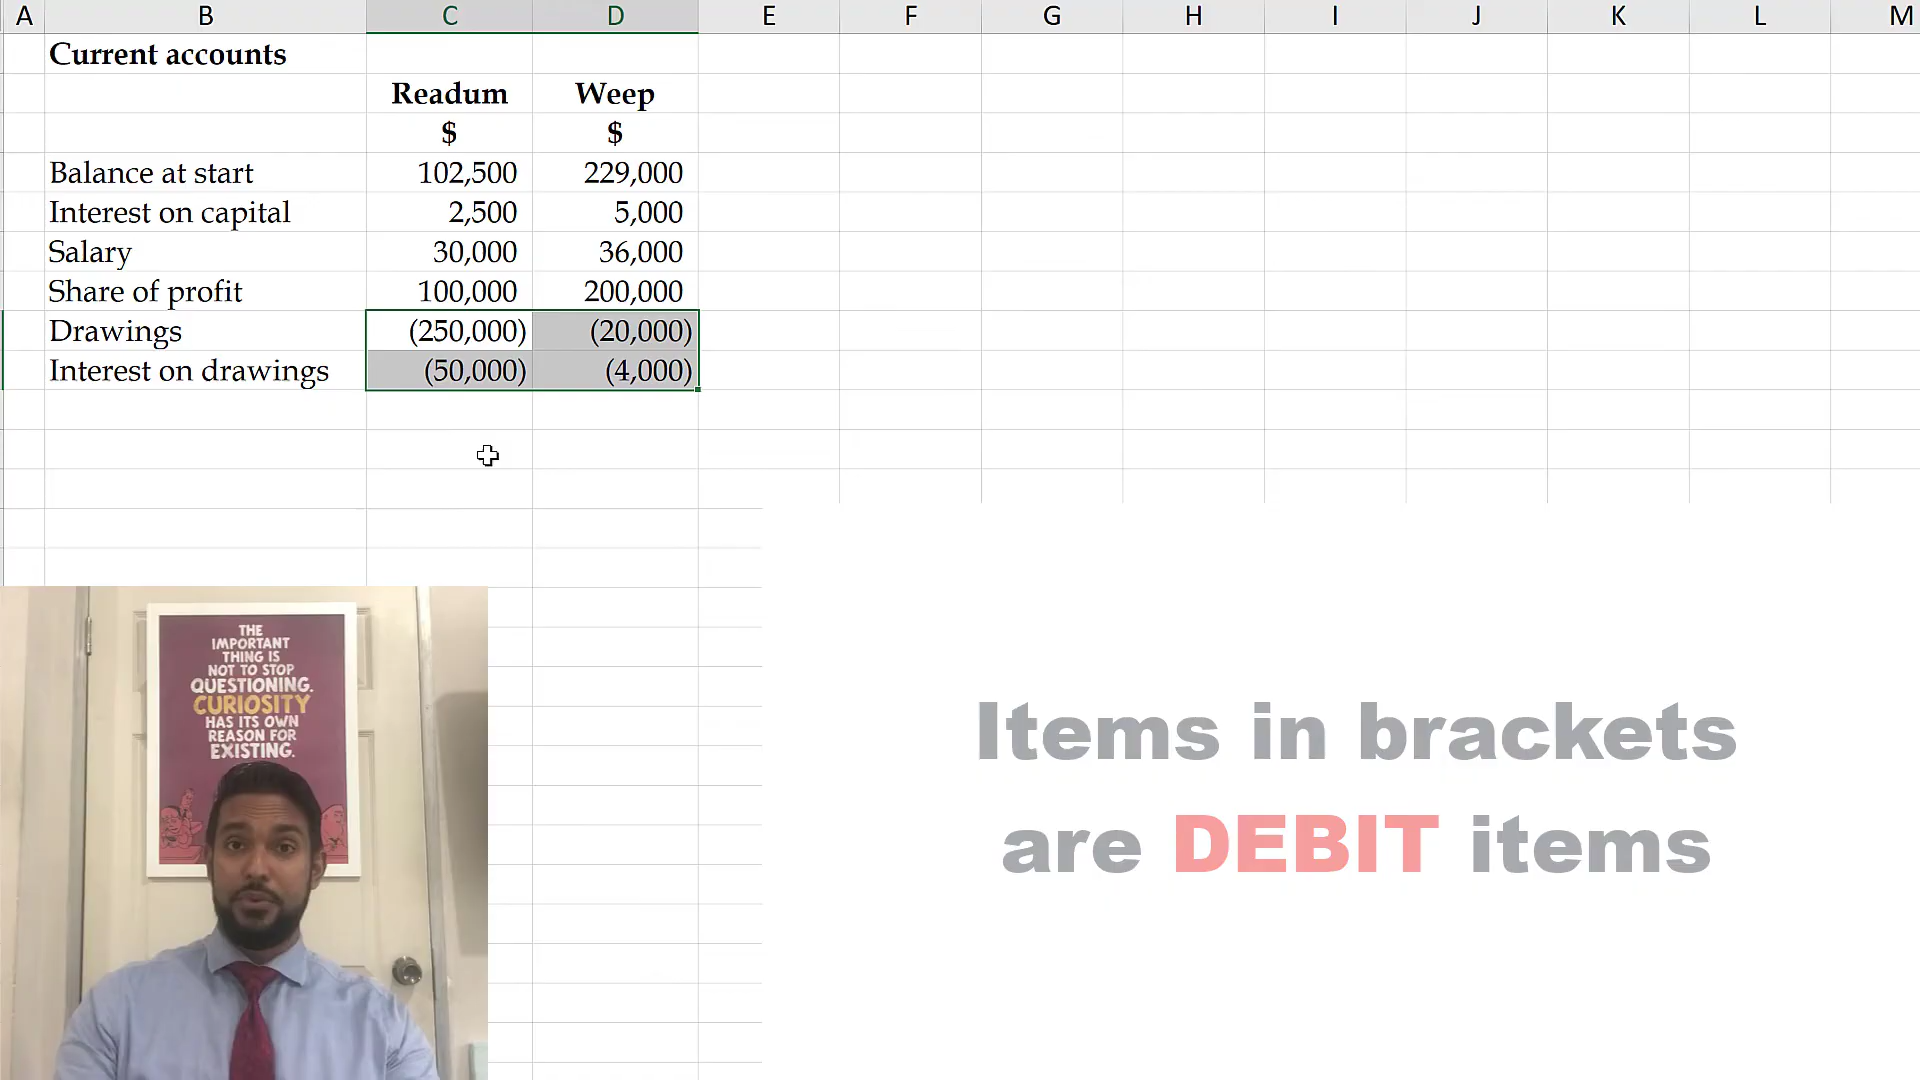 A B C D E F G H I J K L M
Current accounts
Readum Weep
$ $
Balance at start 102,500 229,000
Interest on capital 2,500 5,000
Salary 30,000 36,000
Share of profit 100,000 200,000
Drawings (250,000) (20,000)
Interest on drawings (50,000) (4,000)
THE
IMPORTANT
THING IS
NOT TO STOP
QUESTIONING.
CURIOSITY
HAS ITS OWN
REASON FOR
EXISTING.
Items in brackets
are DEBIT items